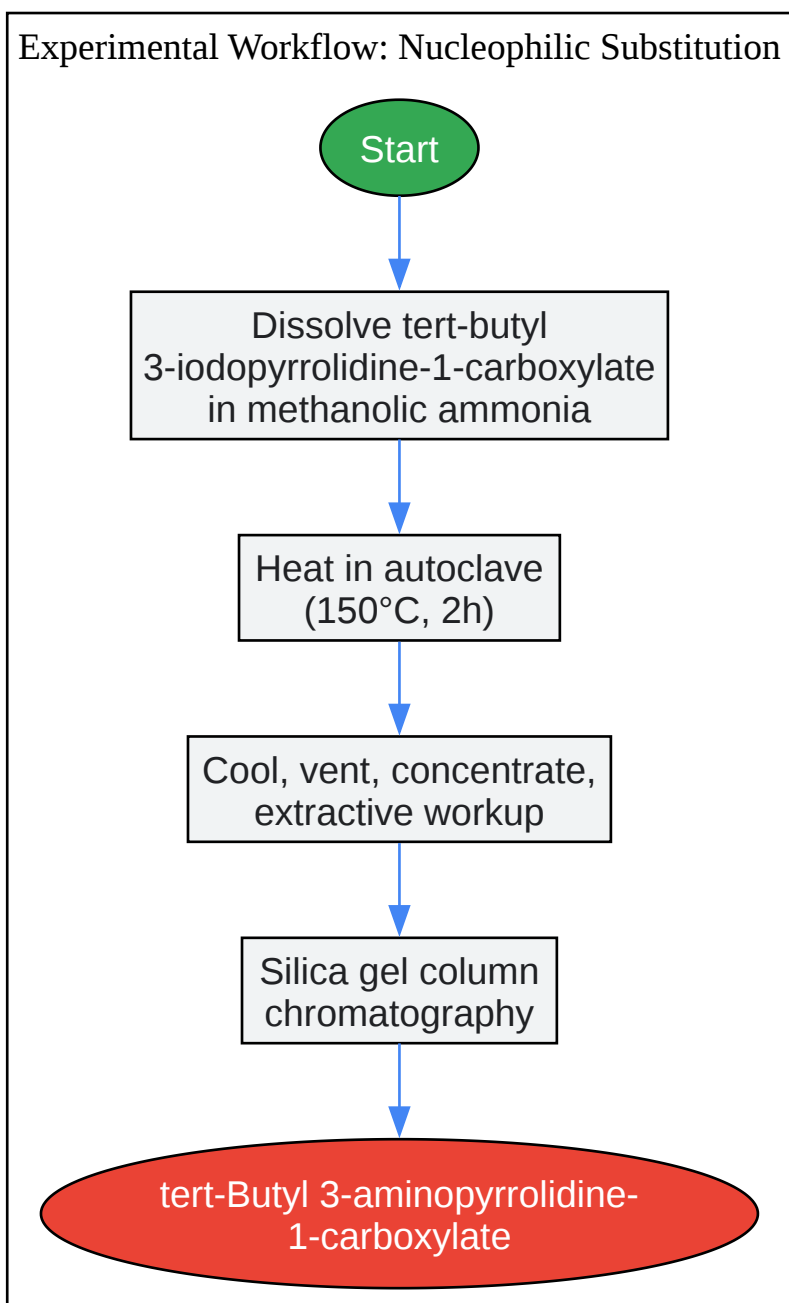 Experimental Workflow: Nucleophilic Substitution
Start
Dissolve tert-butyl
3-iodopyrrolidine-1-carboxylate
in methanolic ammonia
Heat in autoclave
(150°C, 2h)
Cool, vent, concentrate,
extractive workup
Silica gel column
chromatography
tert-Butyl 3-aminopyrrolidine-
1-carboxylate